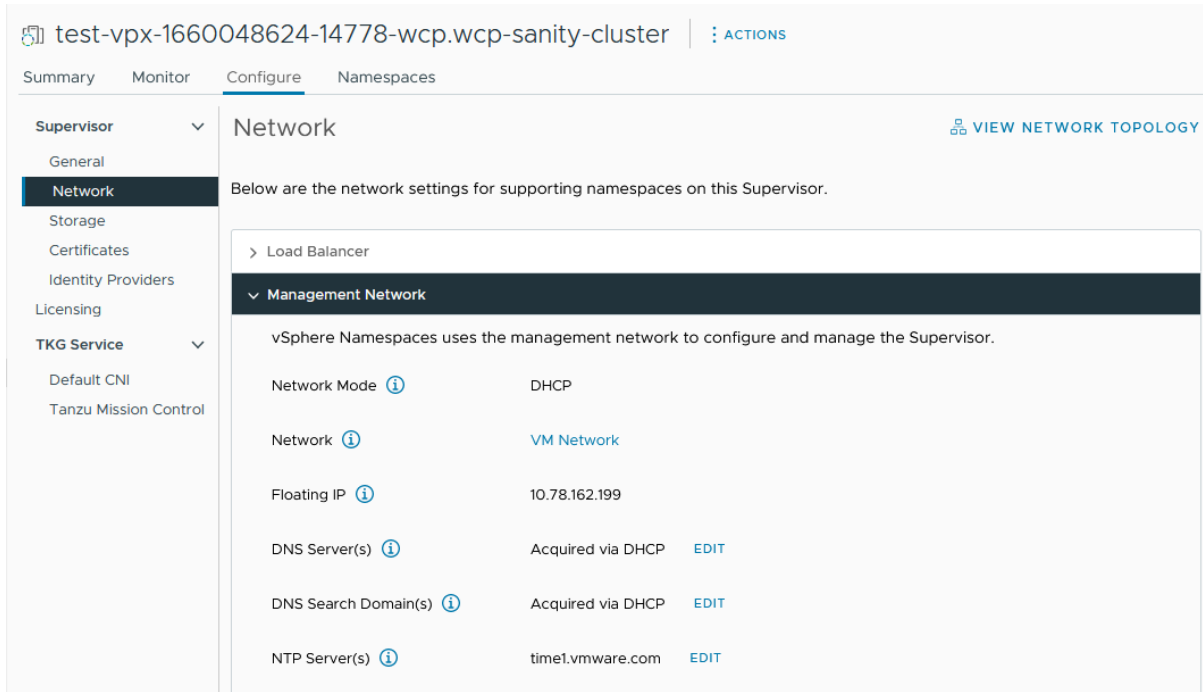 test-vpx-1660048624-14778-wcp.wcp-sanity-cluster ACTIONS
Summary Monitor Configure Namespaces
Supervisor
General
Network
Storage
Certificates
Identity Providers
Licensing
TKG Service
Default CNI
Tanzu Mission Control
Network
VIEW NETWORK TOPOLOGY
Below are the network settings for supporting namespaces on this Supervisor.
Load Balancer
Management Network
vSphere Namespaces uses the management network to configure and manage the Supervisor.
Network Mode DHCP
Network VM Network
Floating IP 10.78.162.199
DNS Server(s) Acquired via DHCP EDIT
DNS Search Domain(s) Acquired via DHCP EDIT
NTP Server(s) time1.vmware.com EDIT